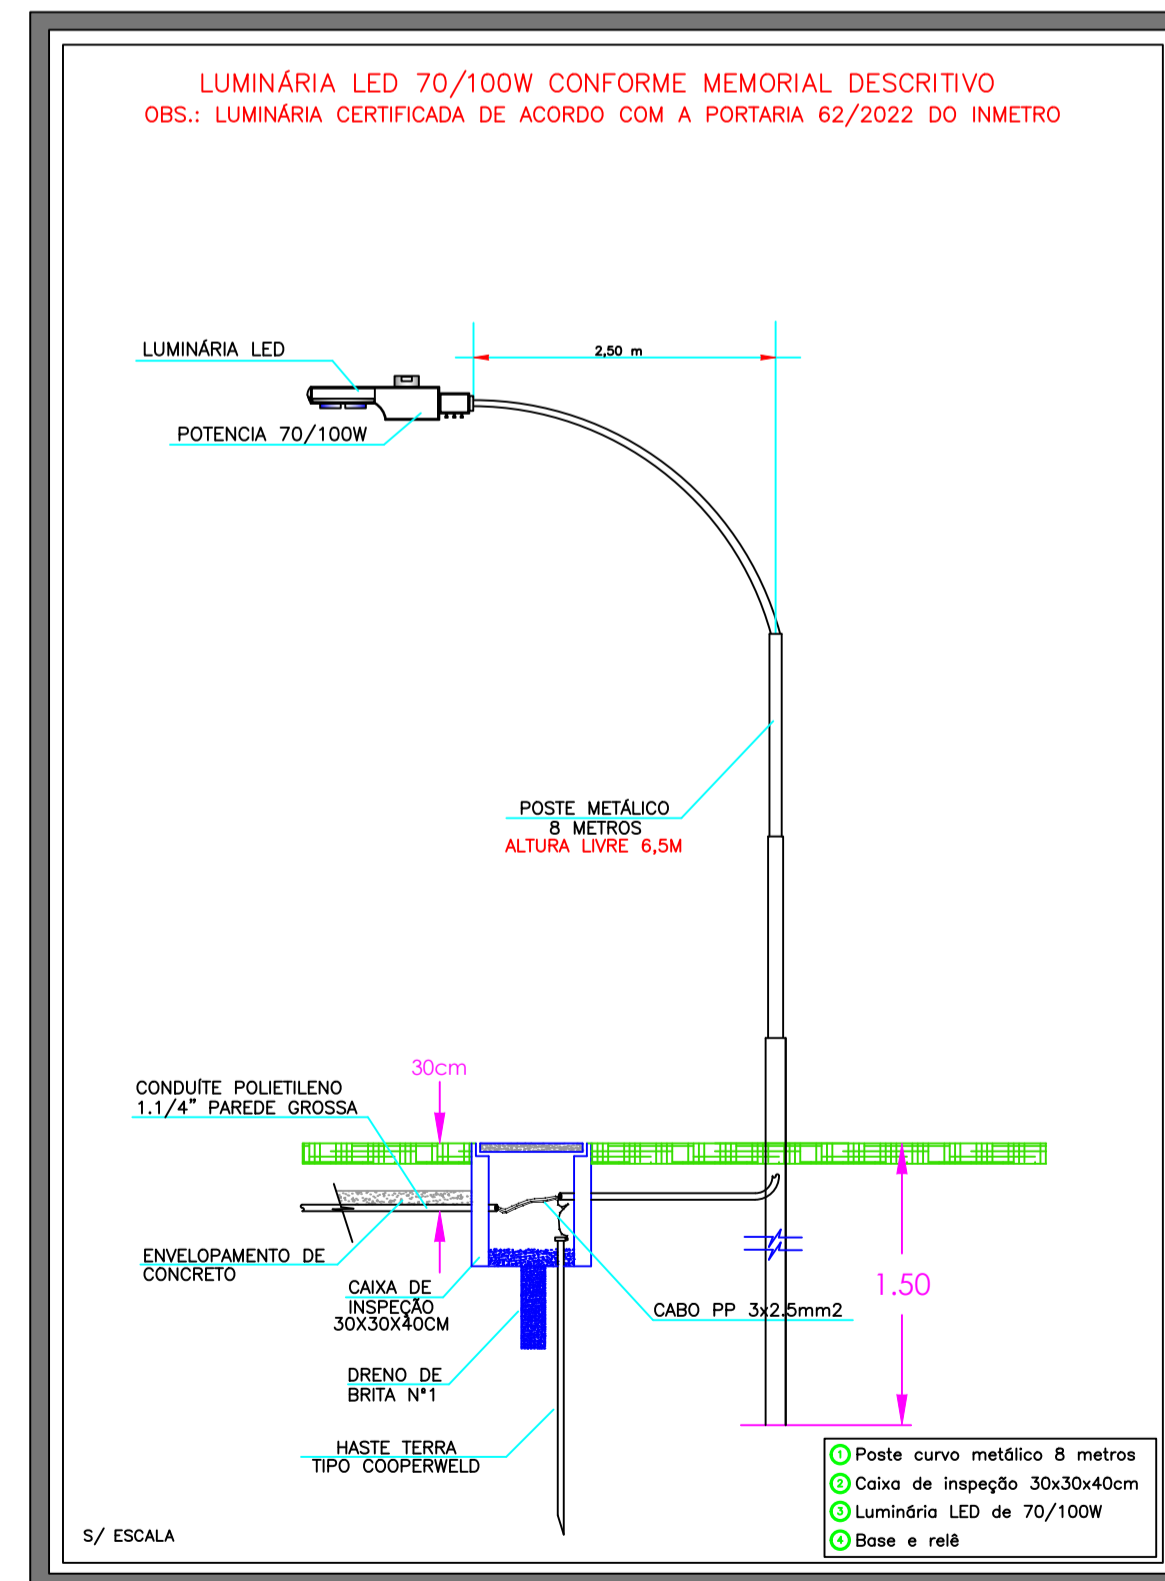 LUMINÁRIA LED 70/100W CONFORME MEMORIAL DESCRITIVO
OBS.: LUMINÁRIA CERTIFICADA DE ACORDO COM A PORTARIA 62/2022 DO INMETRO
LUMINÁRIA LED
2,50 m
POTENCIA 70/100W
POSTE METÁLICO
8 METROS
ALTURA LIVRE 6,5M
30cm
CONDUÍTE POLIETILENO
1.1/4" PAREDE GROSSA
ENVELOPAMENTO DE
CONCRETO
CAIXA DE
INSPEÇÃO
30X30X40CM
CABO PP 3x2.5mm2
1.50
DRENO DE
BRITA N°1
HASTE TERRA
TIPO COOPERWELD
1 Poste curvo metálico 8 metros
2 Caixa de inspeção 30x30x40cm
3 Luminária LED de 70/100W
4 Base e relê
S/ ESCALA